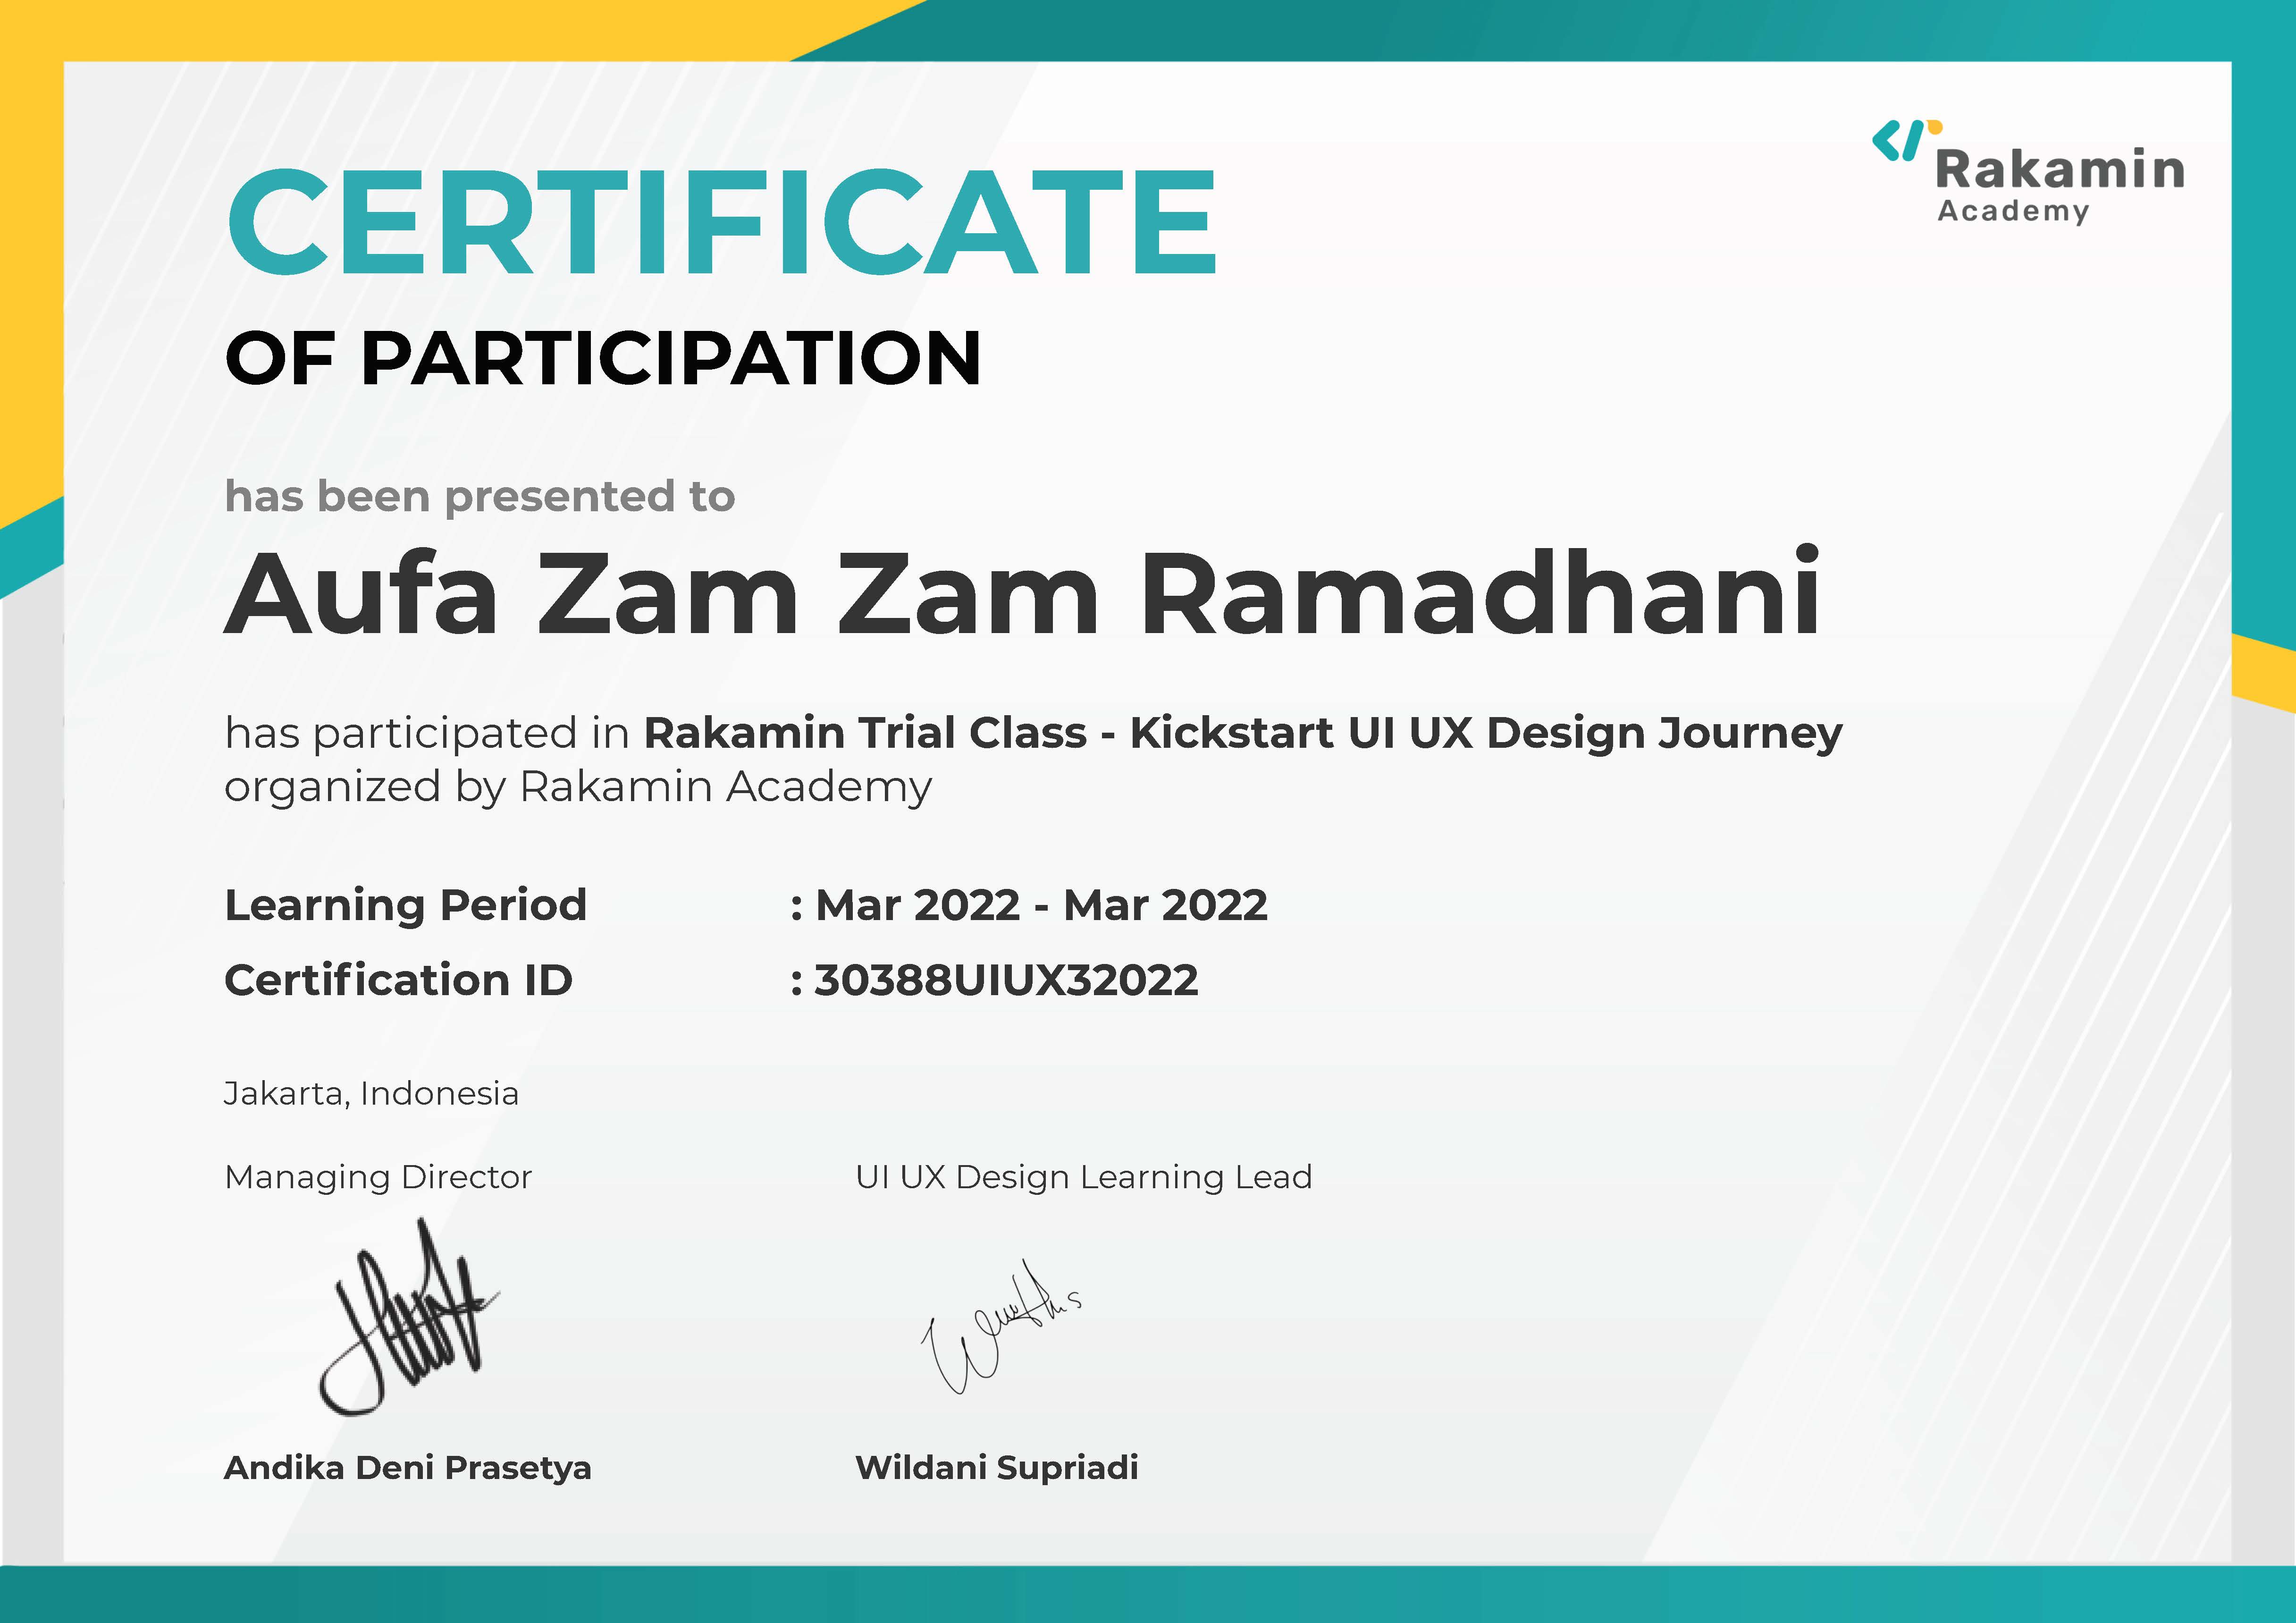 Rakamin
Academy
CERTIFICATE
OF PARTICIPATION
has been presented to
Aufa Zam Zam Ramadhani
has participated in Rakamin Trial Class - Kickstart UI UX Design Journey
organized by Rakamin Academy
Learning Period : Mar 2022 - Mar 2022
Certification ID : 30388UIUX32022
Jakarta, Indonesia
Managing Director UI UX Design Learning Lead
Andika Deni Prasetya Wildani Supriadi